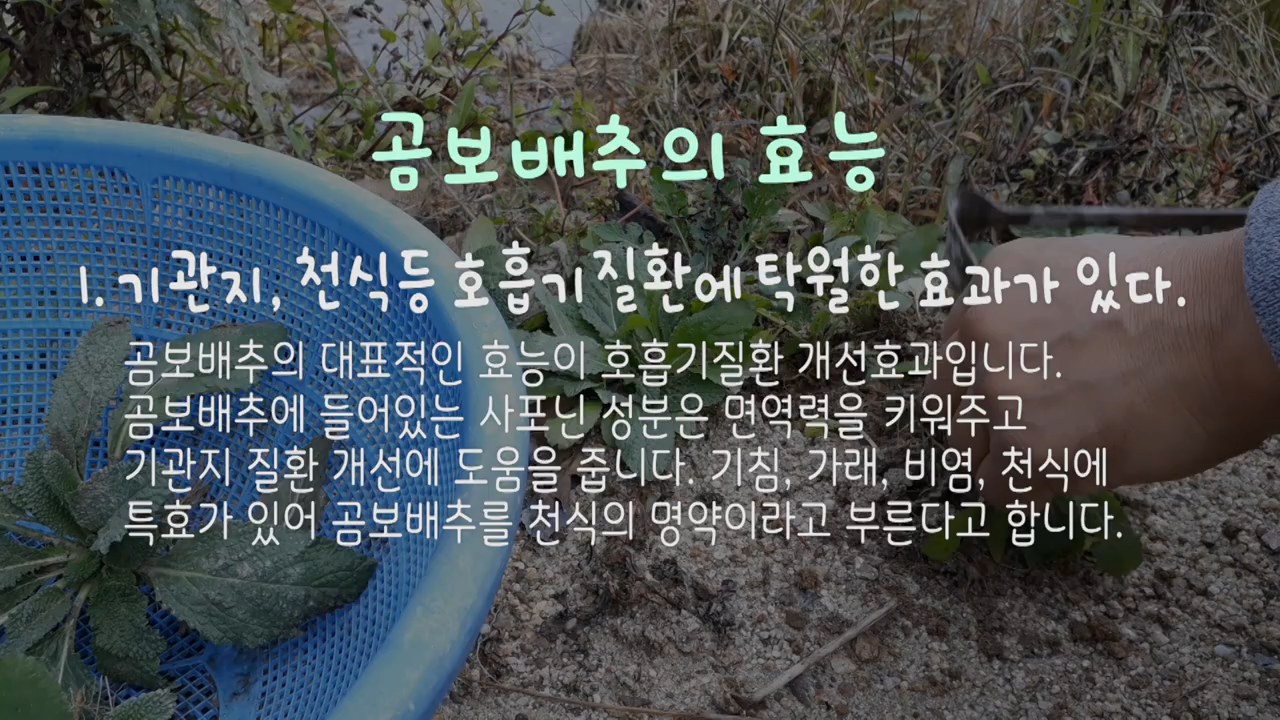 곰보배추의 효능
1. 기관지, 천식등 호흡기 질환에 탁월한 효과가 있다.
곰보배추의 대표적인 효능이 호흡기질환 개선효과입니다.
곰보배추에 들어있는 사포닌 성분은 면역력을 키워주고
기관지 질환 개선에 도움을 줍니다. 기침, 가래, 비염, 천식에
특효가 있어 곰보배추를 천식의 명약이라고 부른다고 합니다.